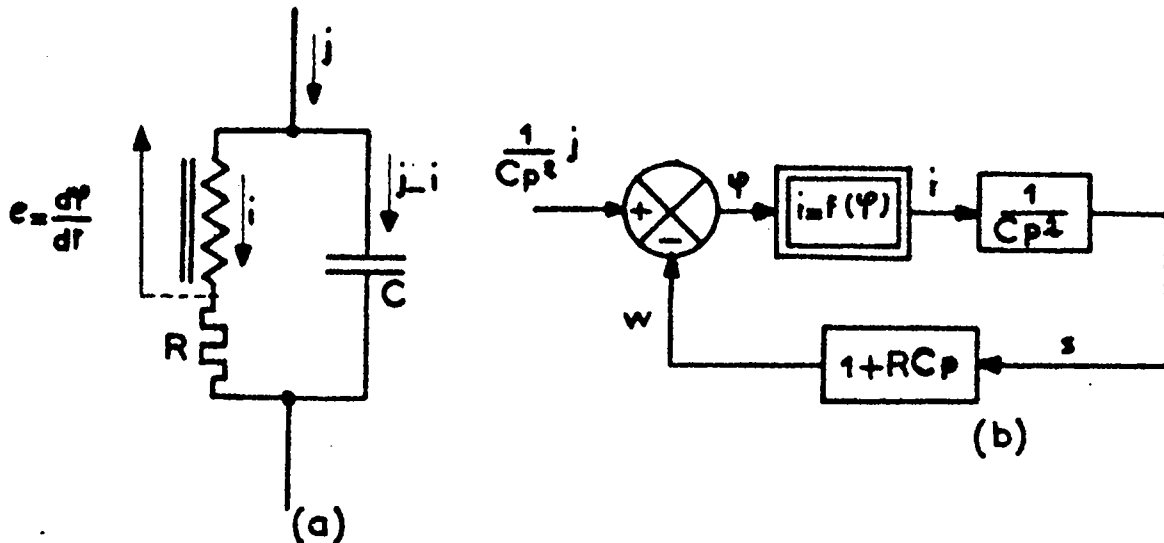 j
e=dφ/dt
i
j-i
R
C
(a)
1/Cp² j
+
-
φ
i=f(φ)
i
1/Cp²
w
1+RCp
s
(b)